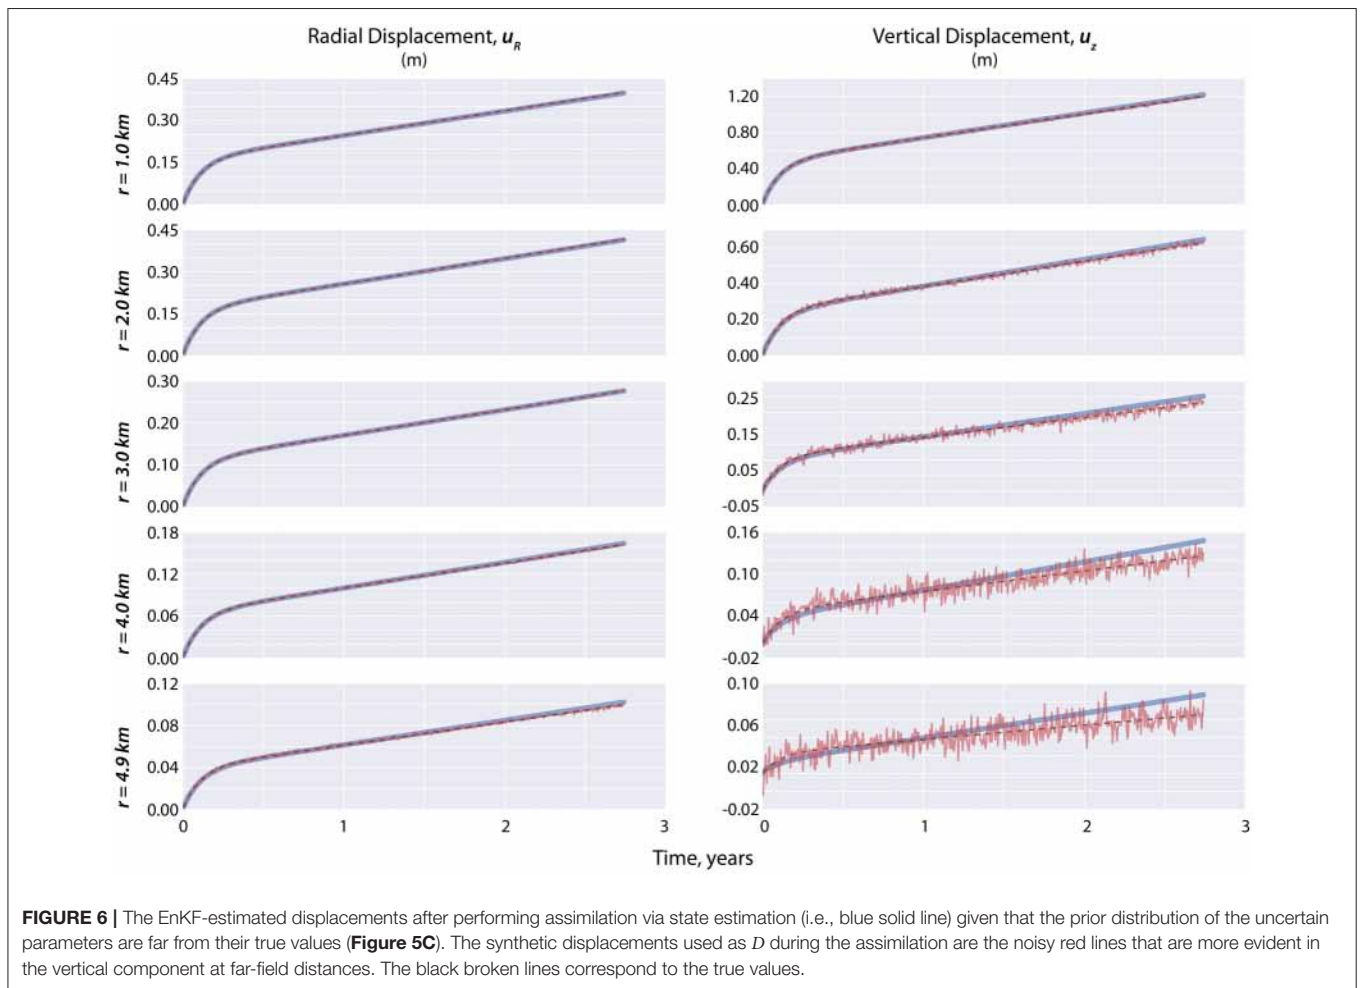 Radial Displacement, u_R
(m)
Vertical Displacement, u_z
(m)
r = 1.0 km
0.45
0.30
0.15
0.00
1.20
0.80
0.40
0.00
r = 2.0 km
0.45
0.30
0.15
0.00
0.60
0.40
0.20
0.00
r = 3.0 km
0.30
0.20
0.10
0.00
0.25
0.15
0.05
-0.05
r = 4.0 km
0.18
0.12
0.06
0.00
0.16
0.10
0.04
-0.02
r = 4.9 km
0.12
0.08
0.04
0.00
0.10
0.06
0.02
-0.02
0 1 2 3
0 1 2 3
Time, years
FIGURE 6 | The EnKF-estimated displacements after performing assimilation via state estimation (i.e., blue solid line) given that the prior distribution of the uncertain
parameters are far from their true values (Figure 5C). The synthetic displacements used as D during the assimilation are the noisy red lines that are more evident in
the vertical component at far-field distances. The black broken lines correspond to the true values.